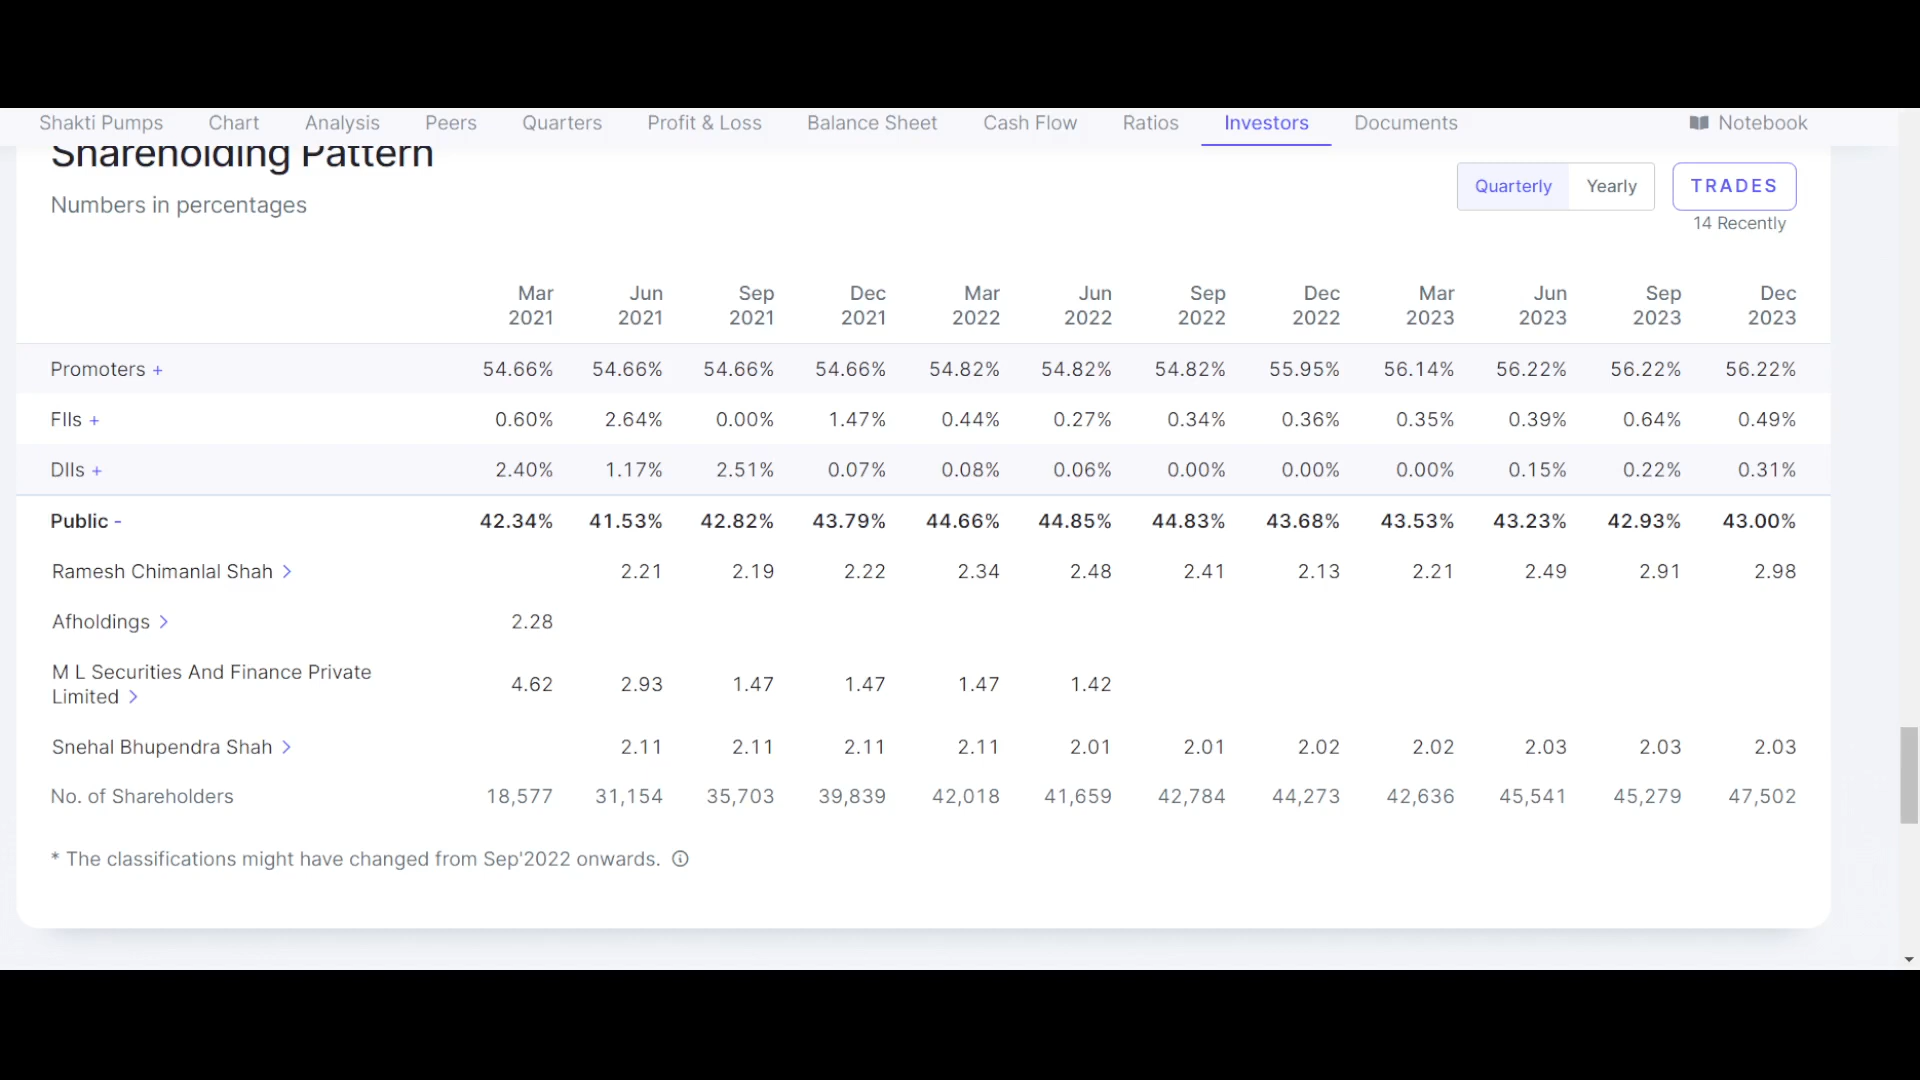 Shakti Pumps Chart Analysis Peers Quarters Profit & Loss Balance Sheet Cash Flow Ratios Investors Documents Notebook
Shareholding Pattern
Quarterly Yearly TRADES
Numbers in percentages
14 Recently
Mar Jun Sep Dec Mar Jun Sep Dec Mar Jun Sep Dec
2021 2021 2021 2021 2022 2022 2022 2022 2023 2023 2023 2023
Promoters + 54.66% 54.66% 54.66% 54.66% 54.82% 54.82% 54.82% 55.95% 56.14% 56.22% 56.22% 56.22%
FIIs + 0.60% 2.64% 0.00% 1.47% 0.44% 0.27% 0.34% 0.36% 0.35% 0.39% 0.64% 0.49%
DIIs + 2.40% 1.17% 2.51% 0.07% 0.08% 0.06% 0.00% 0.00% 0.00% 0.15% 0.22% 0.31%
Public - 42.34% 41.53% 42.82% 43.79% 44.66% 44.85% 44.83% 43.68% 43.53% 43.23% 42.93% 43.00%
Ramesh Chimanlal Shah > 2.21 2.19 2.22 2.34 2.48 2.41 2.13 2.21 2.49 2.91 2.98
Afholdings > 2.28
M L Securities And Finance Private
Limited > 4.62 2.93 1.47 1.47 1.47 1.42
Snehal Bhupendra Shah > 2.11 2.11 2.11 2.11 2.01 2.01 2.02 2.02 2.03 2.03 2.03
No. of Shareholders 18,577 31,154 35,703 39,839 42,018 41,659 42,784 44,273 42,636 45,541 45,279 47,502
* The classifications might have changed from Sep'2022 onwards.